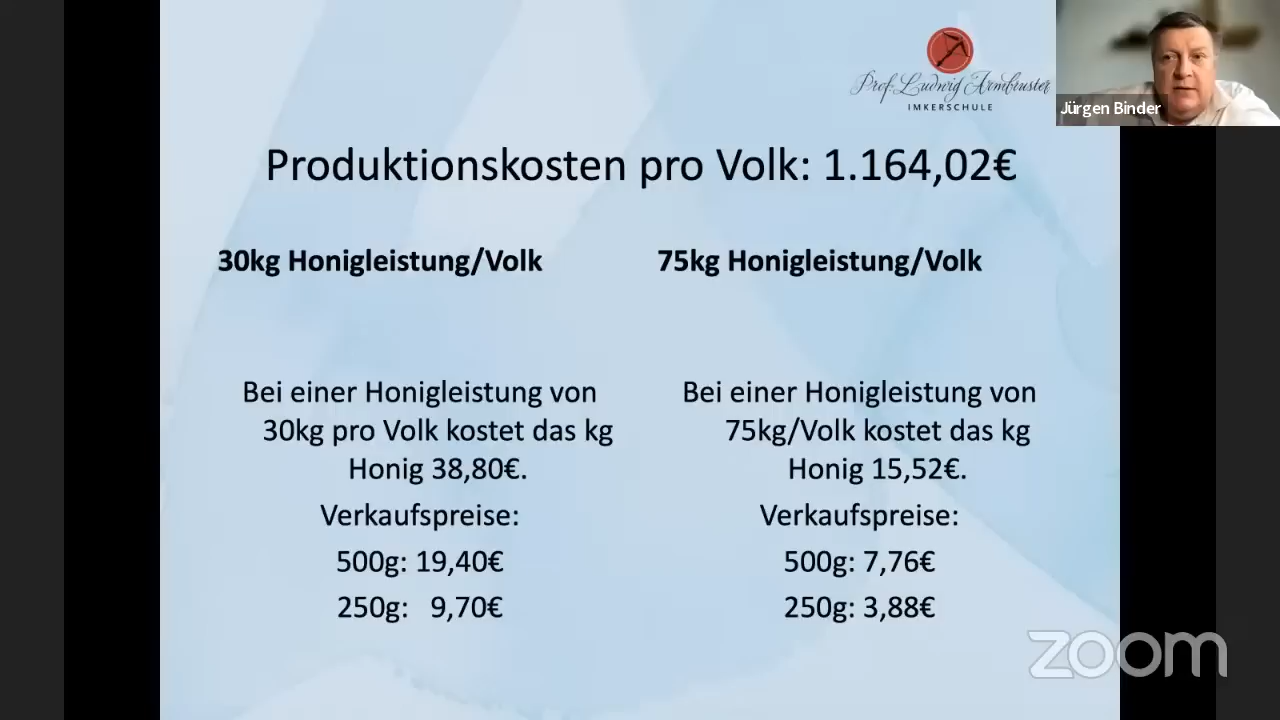 Prof. Ludwig Armbruster
IMKERSCHULE
Jürgen Binder
Produktionskosten pro Volk: 1.164,02€
30kg Honigleistung/Volk
Bei einer Honigleistung von
30kg pro Volk kostet das kg
Honig 38,80€.
Verkaufspreise:
500g: 19,40€
250g: 9,70€
75kg Honigleistung/Volk
Bei einer Honigleistung von
75kg/Volk kostet das kg
Honig 15,52€.
Verkaufspreise:
500g: 7,76€
250g: 3,88€
zoom